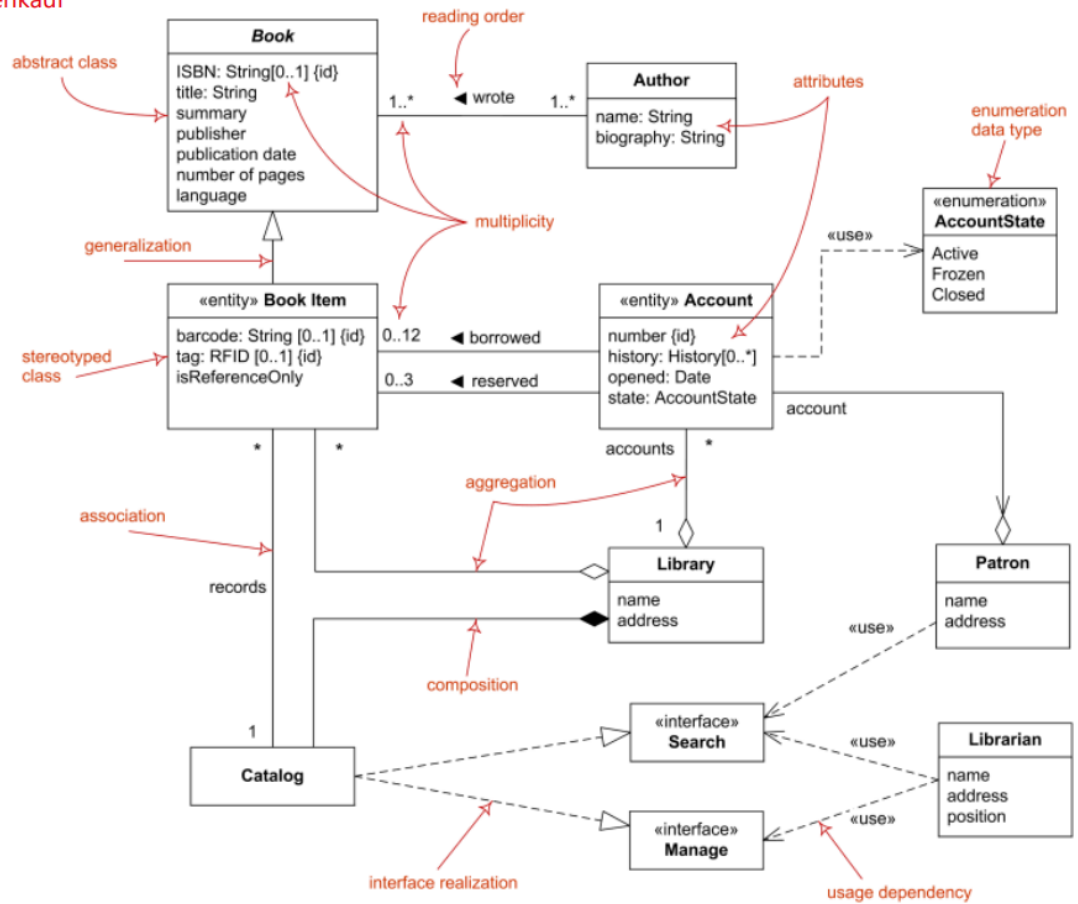 reading order
Book
abstract class
ISBN: String[0..1] {id}
title: String
summary
publisher
publication date
number of pages
language
1..*
◄ wrote
1..*
Author
name: String
biography: String
attributes
enumeration
data type
multiplicity
generalization
«enumeration»
AccountState
Active
Frozen
Closed
«use»
«entity» Book Item
barcode: String [0..1] {id}
tag: RFID [0..1] {id}
isReferenceOnly
stereotyped
class
0..12
◄ borrowed
0..3
◄ reserved
«entity» Account
number {id}
history: History[0..*]
opened: Date
state: AccountState
account
*
*
accounts
*
aggregation
association
1
records
Library
name
address
Patron
name
address
«use»
composition
1
Catalog
«interface»
Search
«use»
Librarian
name
address
position
«interface»
Manage
«use»
interface realization
usage dependency